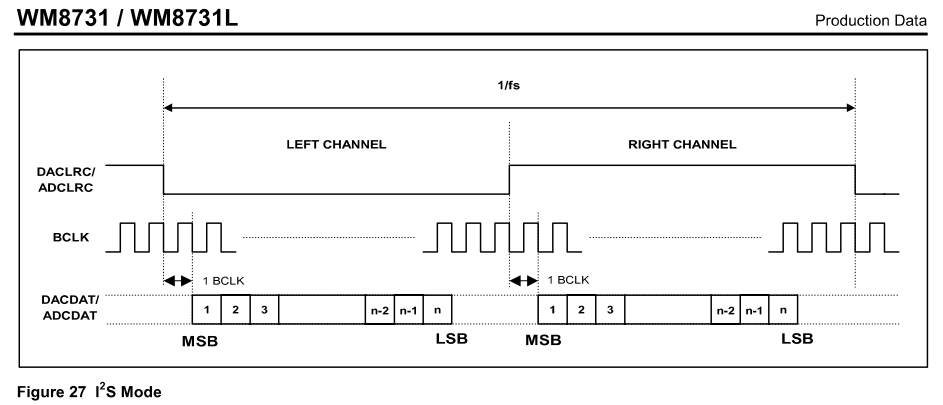 WM8731 / WM8731L
Production Data
1/fs
LEFT CHANNEL
RIGHT CHANNEL
DACLRC/
ADCLRC
BCLK
1 BCLK
1 BCLK
DACDAT/
ADCDAT
1 2 3 n-2 n-1 n 1 2 3 n-2 n-1 n
MSB LSB MSB LSB
Figure 27 I²S Mode